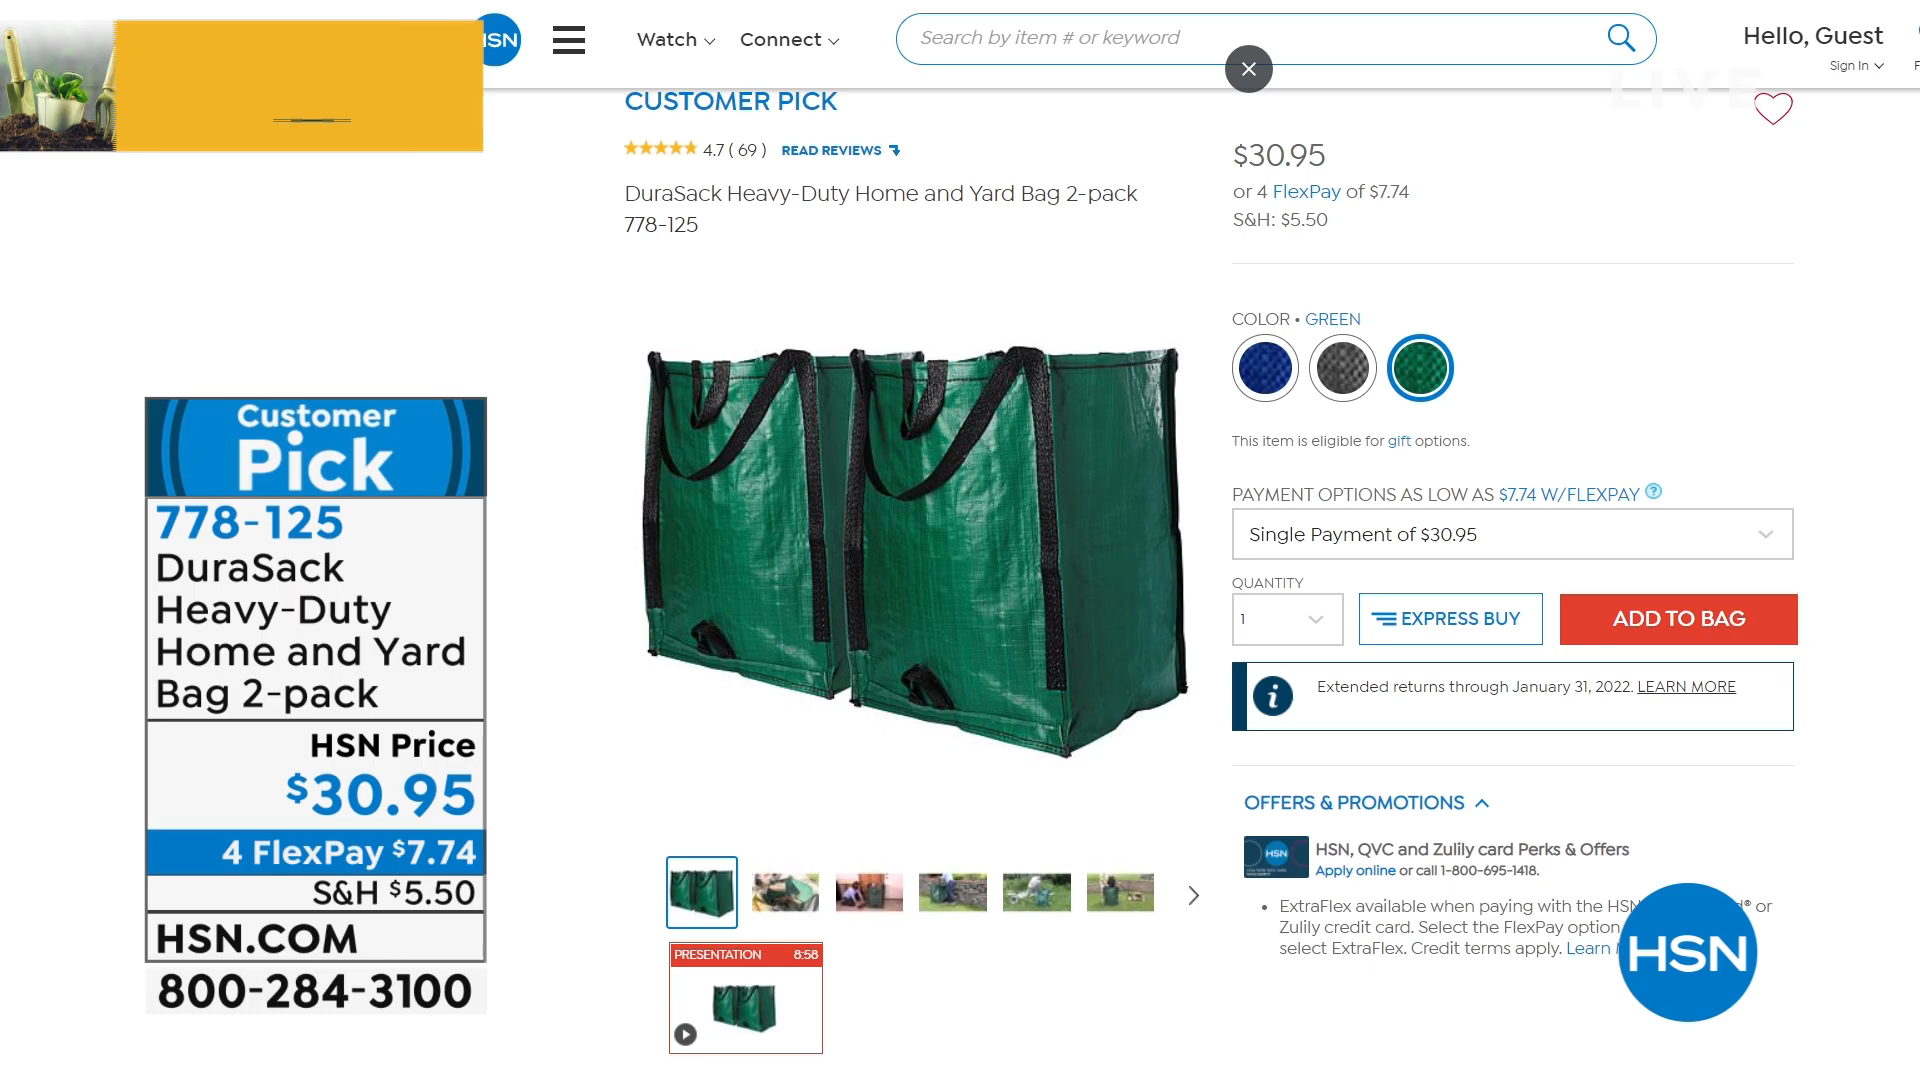 HSN
Watch
Connect
Search by item # or keyword
Hello, Guest
Sign In
LIVE
CUSTOMER PICK
4.7 ( 69 )
READ REVIEWS
DuraSack Heavy-Duty Home and Yard Bag 2-pack
778-125
$30.95
or 4 FlexPay of $7.74
S&H: $5.50
COLOR • GREEN
This item is eligible for gift options.
PAYMENT OPTIONS AS LOW AS $7.74 W/FLEXPAY ?
Single Payment of $30.95
QUANTITY
1
EXPRESS BUY
ADD TO BAG
i
Extended returns through January 31, 2022. LEARN MORE
OFFERS & PROMOTIONS
HSN
HSN, QVC and Zulily card Perks & Offers
Apply online or call 1-800-695-1418.
• ExtraFlex available when paying with the HSN or
Zulily credit card. Select the FlexPay option
select ExtraFlex. Credit terms apply. Learn
HSN
PRESENTATION 8:58
Customer
Pick
778-125
DuraSack
Heavy-Duty
Home and Yard
Bag 2-pack
HSN Price
$30.95
4 FlexPay $7.74
S&H $5.50
HSN.COM
800-284-3100